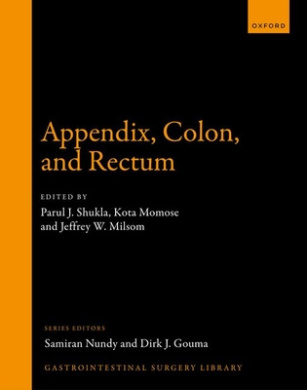 OXFORD
Appendix, Colon,
and Rectum
EDITED BY
Parul J. Shukla, Kota Momose
and Jeffrey W. Milsom
SERIES EDITORS
Samiran Nundy and Dirk J. Gouma
GASTROINTESTINAL SURGERY LIBRARY